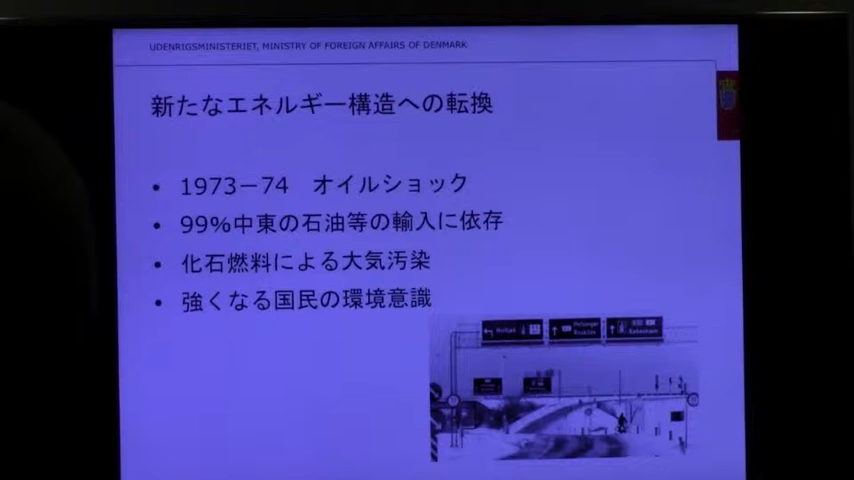 UDENRIGSMINISTERIET, MINISTRY OF FOREIGN AFFAIRS OF DENMARK
新たなエネルギー構造への転換
• 1973−74 オイルショック
• 99%中東の石油等の輸入に依存
• 化石燃料による大気汚染
• 強くなる国民の環境意識